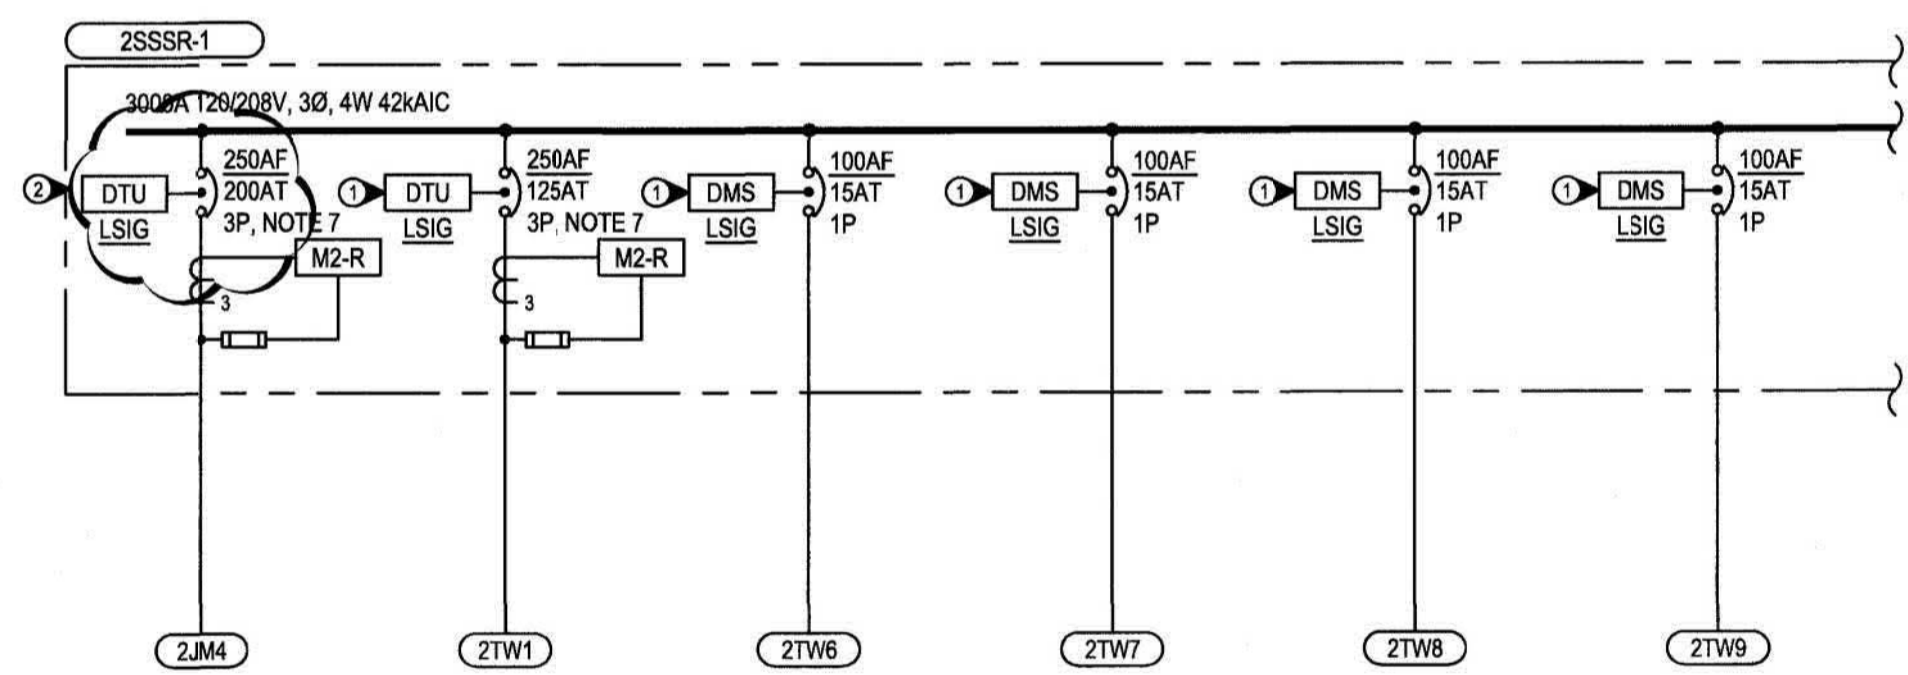 2SSSR-1
3000A 120/208V, 3Ø, 4W 42kAIC
2
DTU
LSIG
250AF
200AT
3P, NOTE 7
M2-R
3
1
DTU
LSIG
250AF
125AT
3P, NOTE 7
M2-R
3
1
DMS
LSIG
100AF
15AT
1P
1
DMS
LSIG
100AF
15AT
1P
1
DMS
LSIG
100AF
15AT
1P
1
DMS
LSIG
100AF
15AT
1P
2JM4
2TW1
2TW6
2TW7
2TW8
2TW9